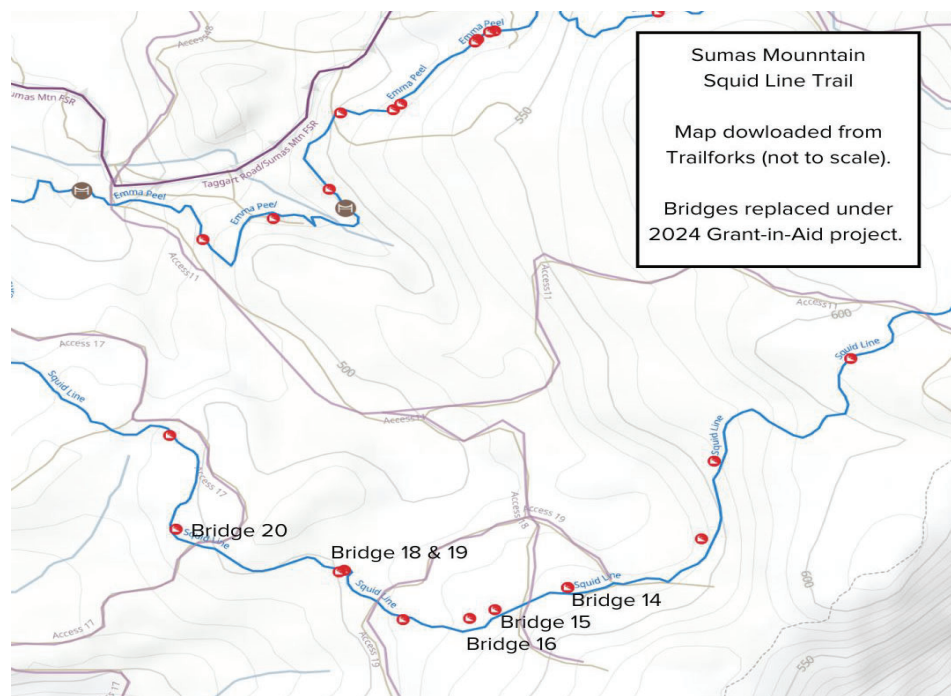 Sumas Mounntain
Squid Line Trail
Map dowloaded from
Trailforks (not to scale).
Bridges replaced under
2024 Grant-in-Aid project.
Emma Peel
550
Emma Peel
umas Mtn FSR
Taggart Road/Sumas Mtn FSR
Emma Peel
Emma Peel
Access11
Access11
Access11
600
Squid Line
Access 17
500
Squid Line
Access11
Squid Line
Access 17
Access 18
Access 19
Bridge 20
Squid Line
Bridge 18 & 19
Squid Line
Squid Line
Bridge 14
600
Bridge 15
Access 17
Bridge 16
Access 19
550